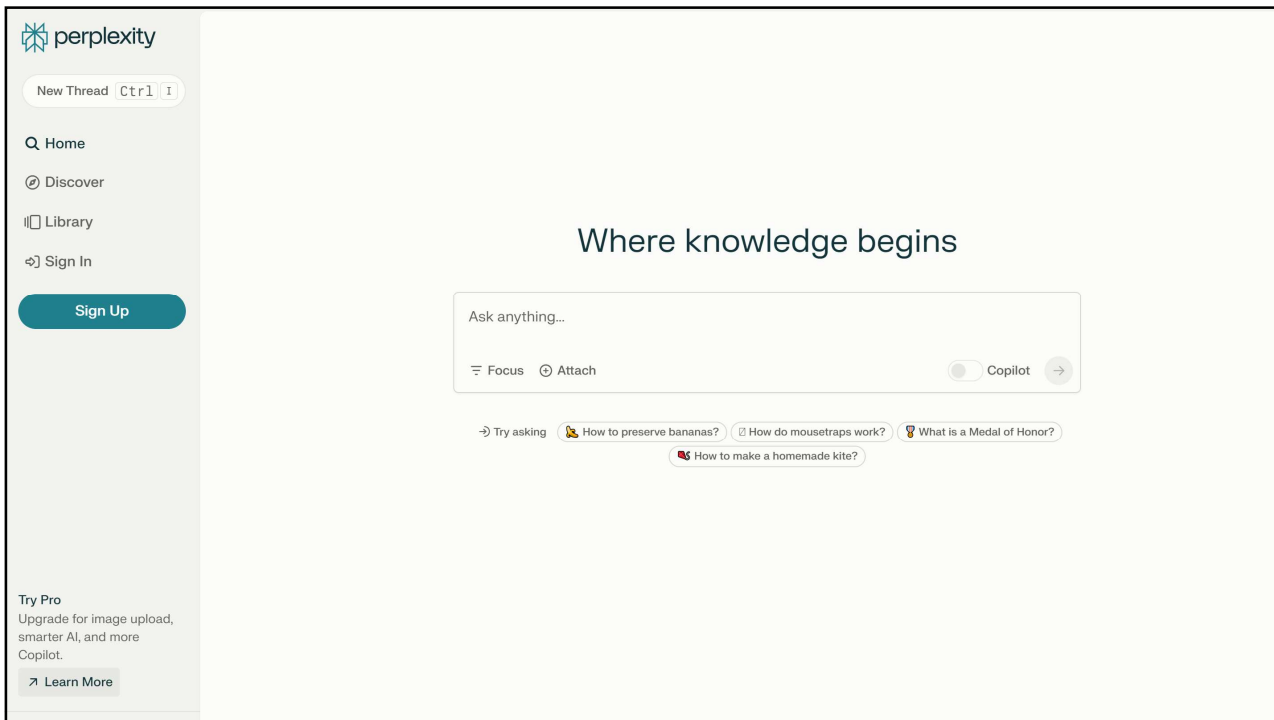 perplexity
New Thread Ctrl I
Home
Discover
Library
Sign In
Sign Up
Where knowledge begins
Ask anything...
Focus Attach Copilot
Try asking How to preserve bananas? How do mousetraps work? What is a Medal of Honor?
How to make a homemade kite?
Try Pro
Upgrade for image upload,
smarter AI, and more
Copilot.
Learn More